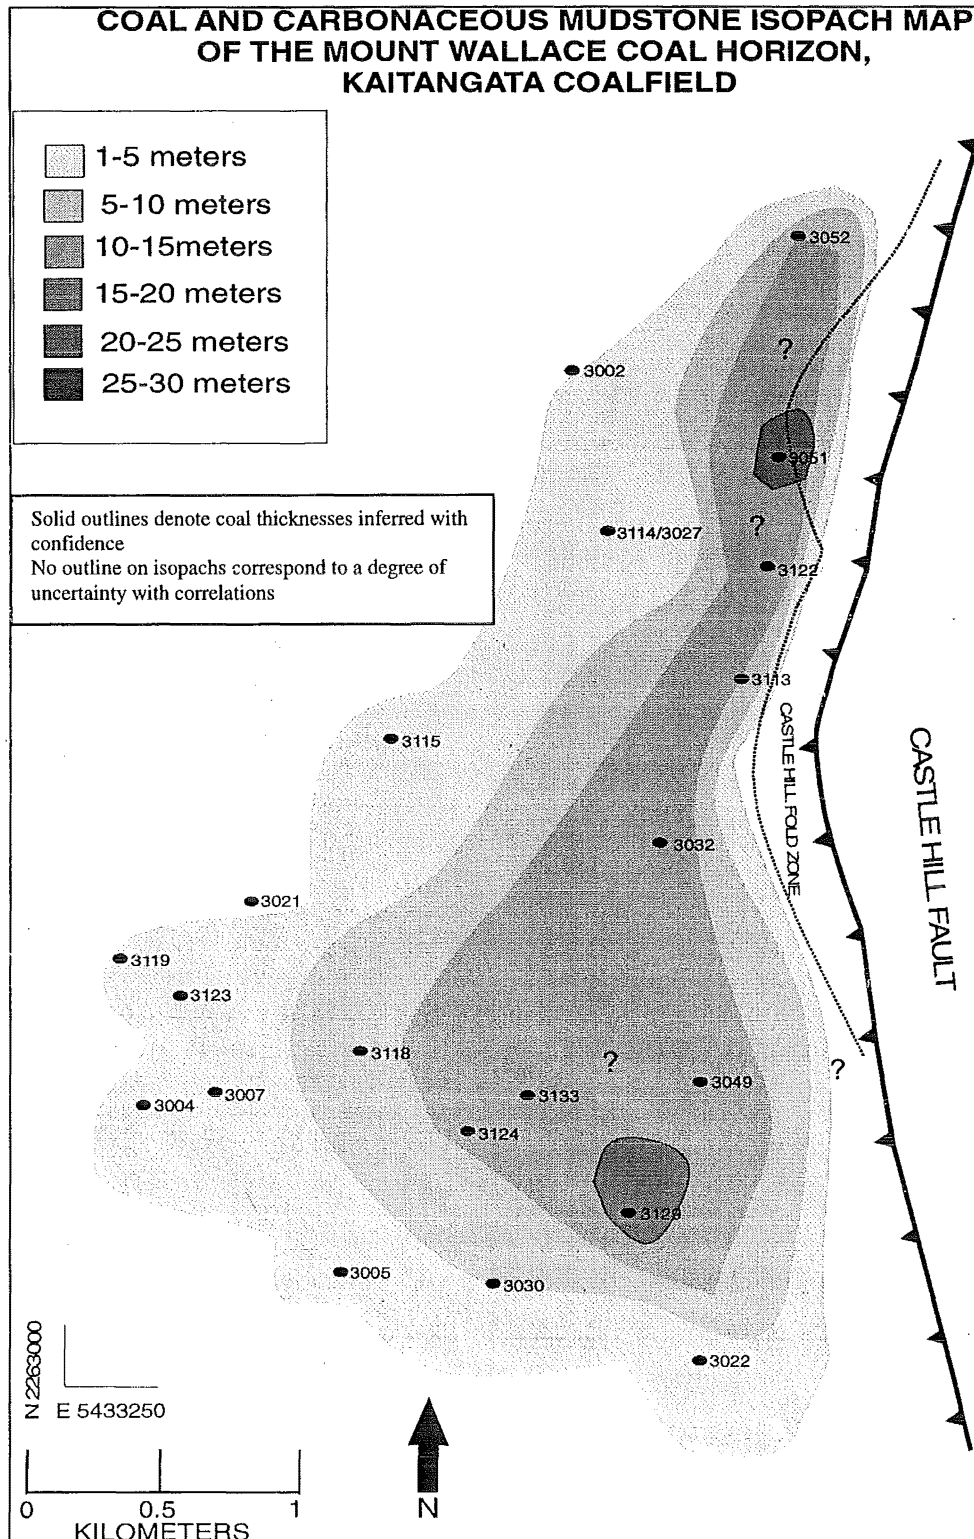 COAL AND CARBONACEOUS MUDSTONE ISOPACH MAP
OF THE MOUNT WALLACE COAL HORIZON,
KAITANGATA COALFIELD
1-5 meters
5-10 meters
10-15meters
15-20 meters
20-25 meters
25-30 meters
Solid outlines denote coal thicknesses inferred with
confidence
No outline on isopachs correspond to a degree of
uncertainty with correlations
3052
?
3002
3051
3114/3027
?
3122
3113
3115
CASTLE HILL FOLD ZONE
CASTLE HILL FAULT
3032
3021
3119
3123
3118
?
?
3049
3007
3133
3004
3124
3129
3005
3030
3022
N 2263000
E 5433250
0
0.5
1
KILOMETERS
N